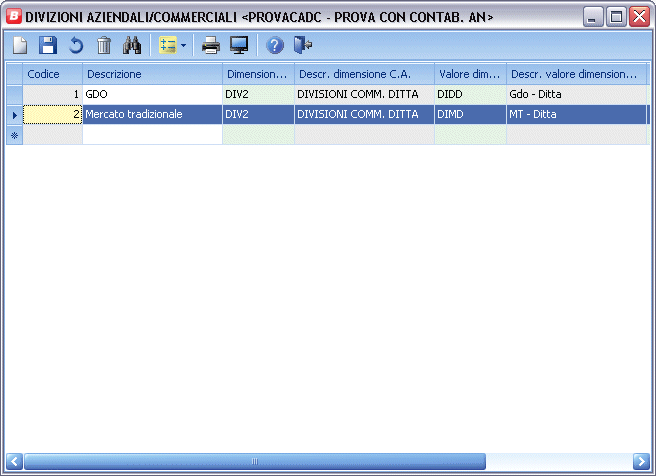 B DIVIZIONI AZIENDALI/COMMERCIALI <PROVACADC - PROVA CON CONTAB. AN>
Codice Descrizione Dimension... Descr. dimensione C.A. Valore dim... Descr. valore dimension...
1 GDO DIV2 DIVISIONI COMM. DITTA DIDD Gdo - Ditta
2 Mercato tradizionale DIV2 DIVISIONI COMM. DITTA DIMD MT - Ditta